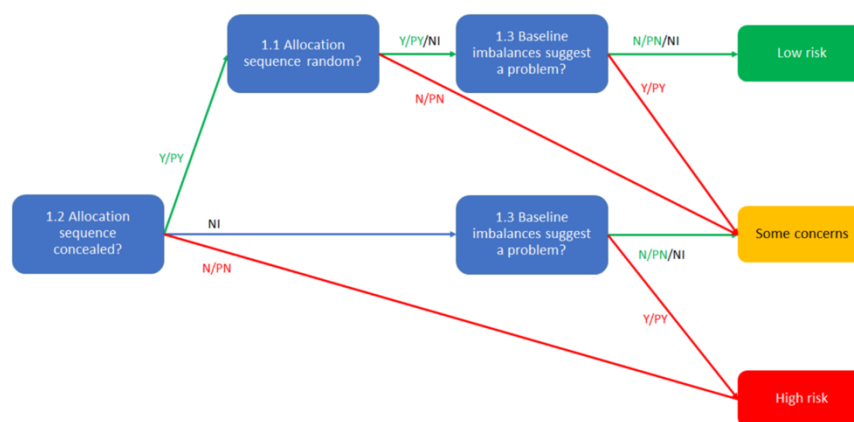 1.1 Allocation
sequence random?
Y/PY/NI
1.3 Baseline
imbalances suggest
a problem?
N/PN/NI
Low risk
N/PN
Y/PY
Y/PY
1.2 Allocation
sequence
concealed?
NI
1.3 Baseline
imbalances suggest
a problem?
N/PN/NI
Some concerns
N/PN
Y/PY
High risk